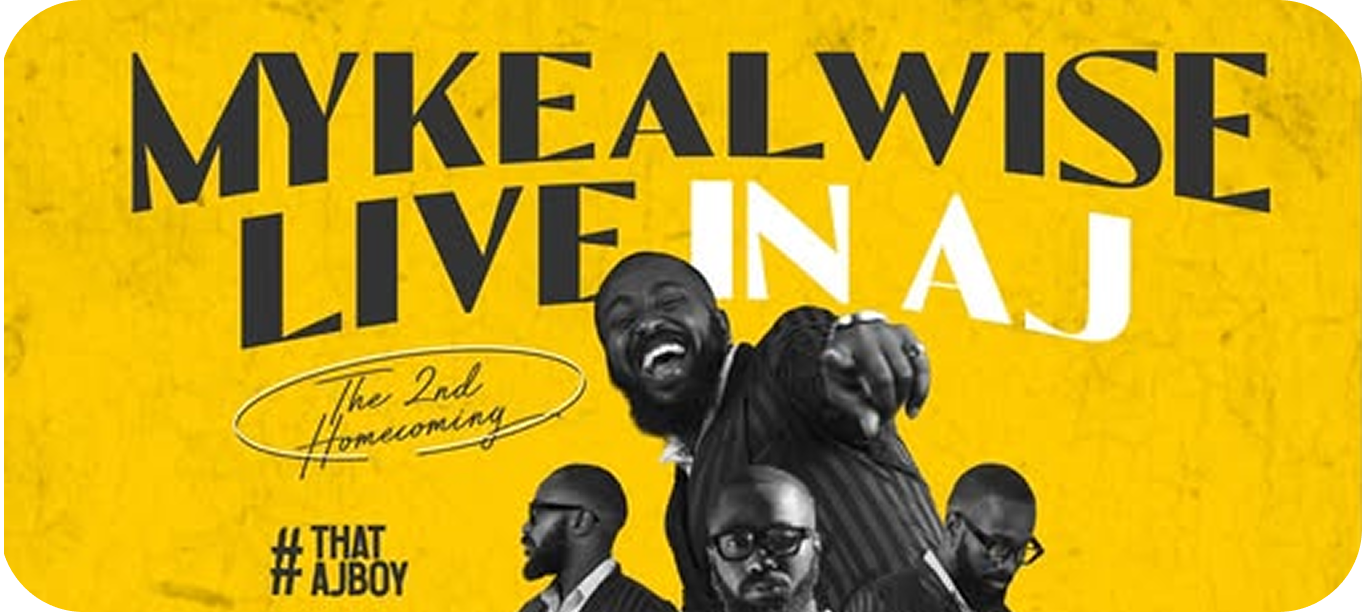 MYKEALWISE
LIVE IN AJ
The 2nd
Homecoming
# THAT
AJBOY